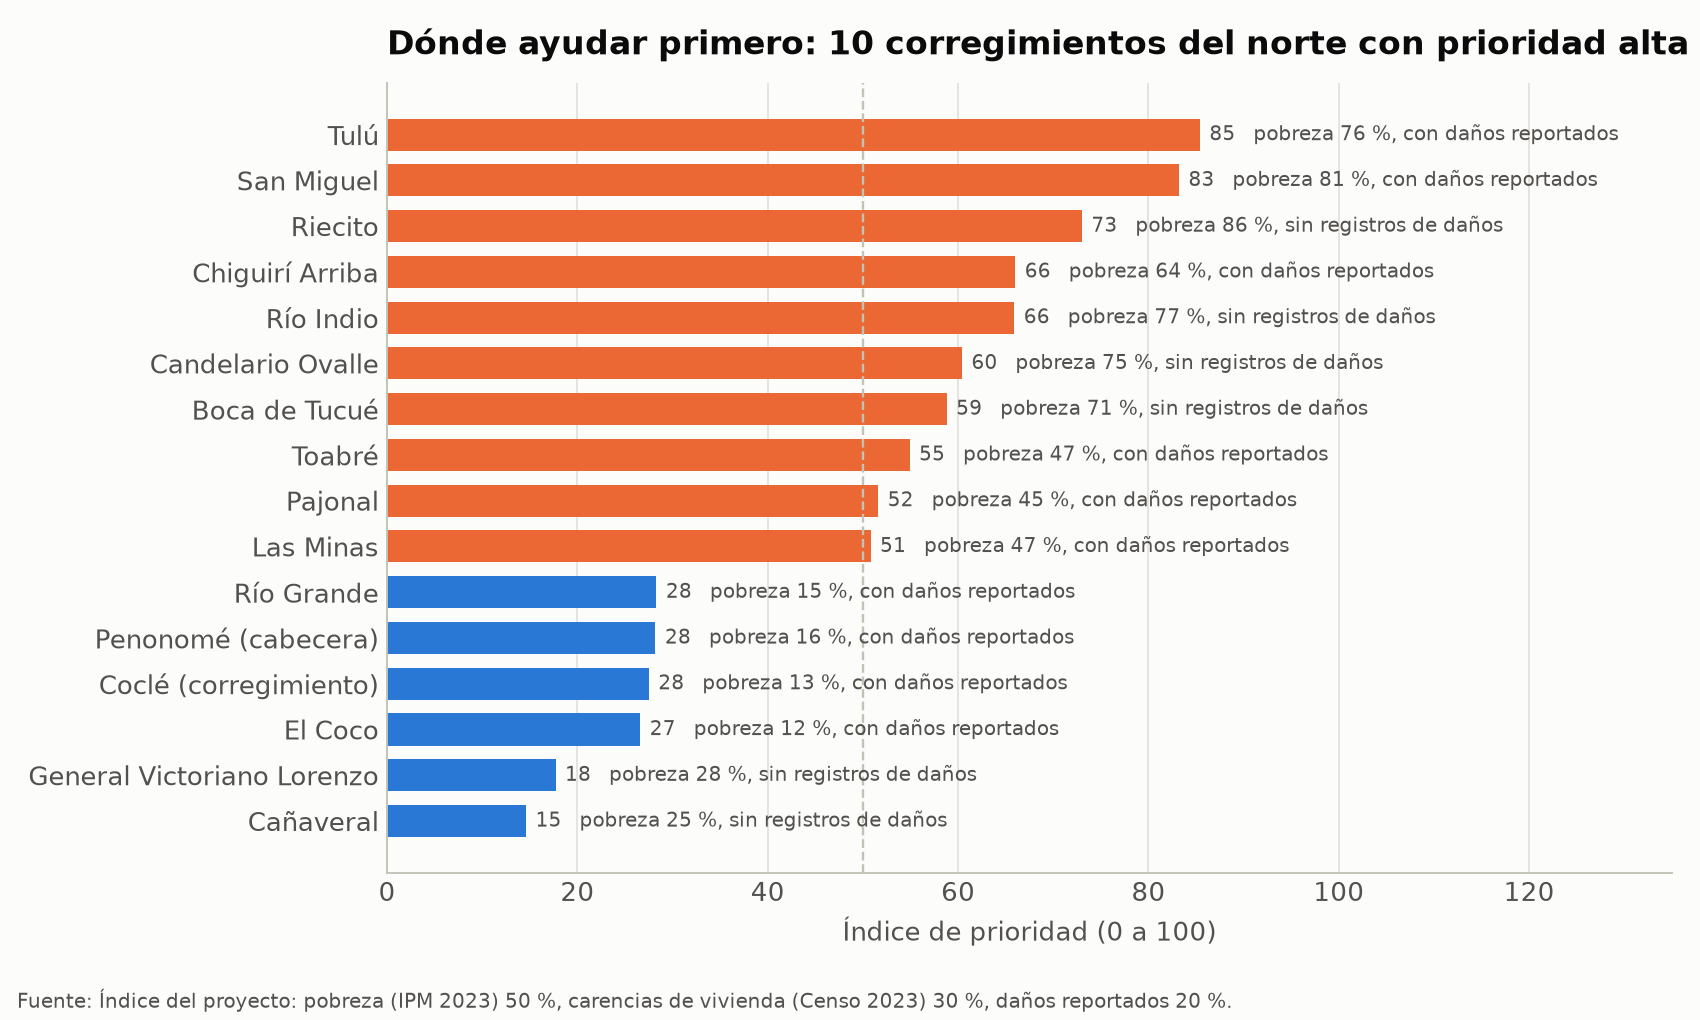 Dónde ayudar primero: 10 corregimientos del norte con prioridad alta
Tulú 85 pobreza 76 %, con daños reportados
San Miguel 83 pobreza 81 %, con daños reportados
Riecito 73 pobreza 86 %, sin registros de daños
Chiguirí Arriba 66 pobreza 64 %, con daños reportados
Río Indio 66 pobreza 77 %, sin registros de daños
Candelario Ovalle 60 pobreza 75 %, sin registros de daños
Boca de Tucué 59 pobreza 71 %, sin registros de daños
Toabré 55 pobreza 47 %, con daños reportados
Pajonal 52 pobreza 45 %, con daños reportados
Las Minas 51 pobreza 47 %, con daños reportados
Río Grande 28 pobreza 15 %, con daños reportados
Penonomé (cabecera) 28 pobreza 16 %, con daños reportados
Coclé (corregimiento) 28 pobreza 13 %, con daños reportados
El Coco 27 pobreza 12 %, con daños reportados
General Victoriano Lorenzo 18 pobreza 28 %, sin registros de daños
Cañaveral 15 pobreza 25 %, sin registros de daños
0 20 40 60 80 100 120
Índice de prioridad (0 a 100)
Fuente: Índice del proyecto: pobreza (IPM 2023) 50 %, carencias de vivienda (Censo 2023) 30 %, daños reportados 20 %.